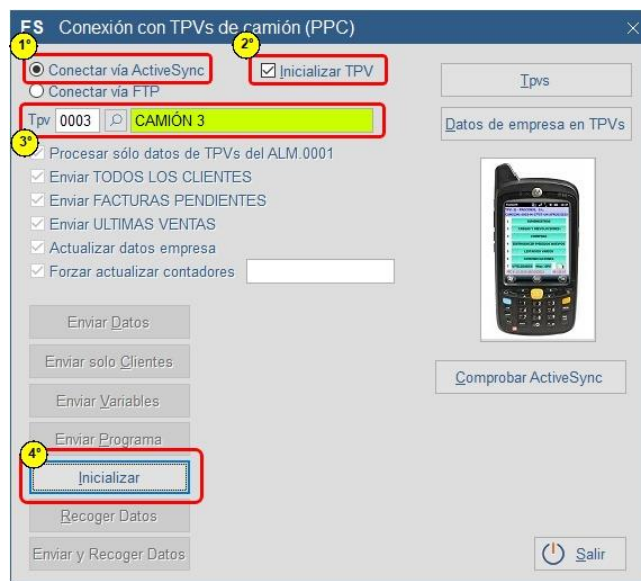 ES Conexión con TPVs de camión (PPC)
1º
2º
Conectar vía ActiveSync
Inicializar TPV
Tpvs
Conectar vía FTP
Tpv 0003 CAMIÓN 3
Datos de empresa en TPVs
3º
Procesar sólo datos de TPVs del ALM.0001
Enviar TODOS LOS CLIENTES
Enviar FACTURAS PENDIENTES
Enviar ULTIMAS VENTAS
Actualizar datos empresa
Forzar actualizar contadores
Enviar Datos
Enviar solo Clientes
Comprobar ActiveSync
Enviar Variables
Enviar Programa
4º
Inicializar
Recoger Datos
Enviar y Recoger Datos
Salir